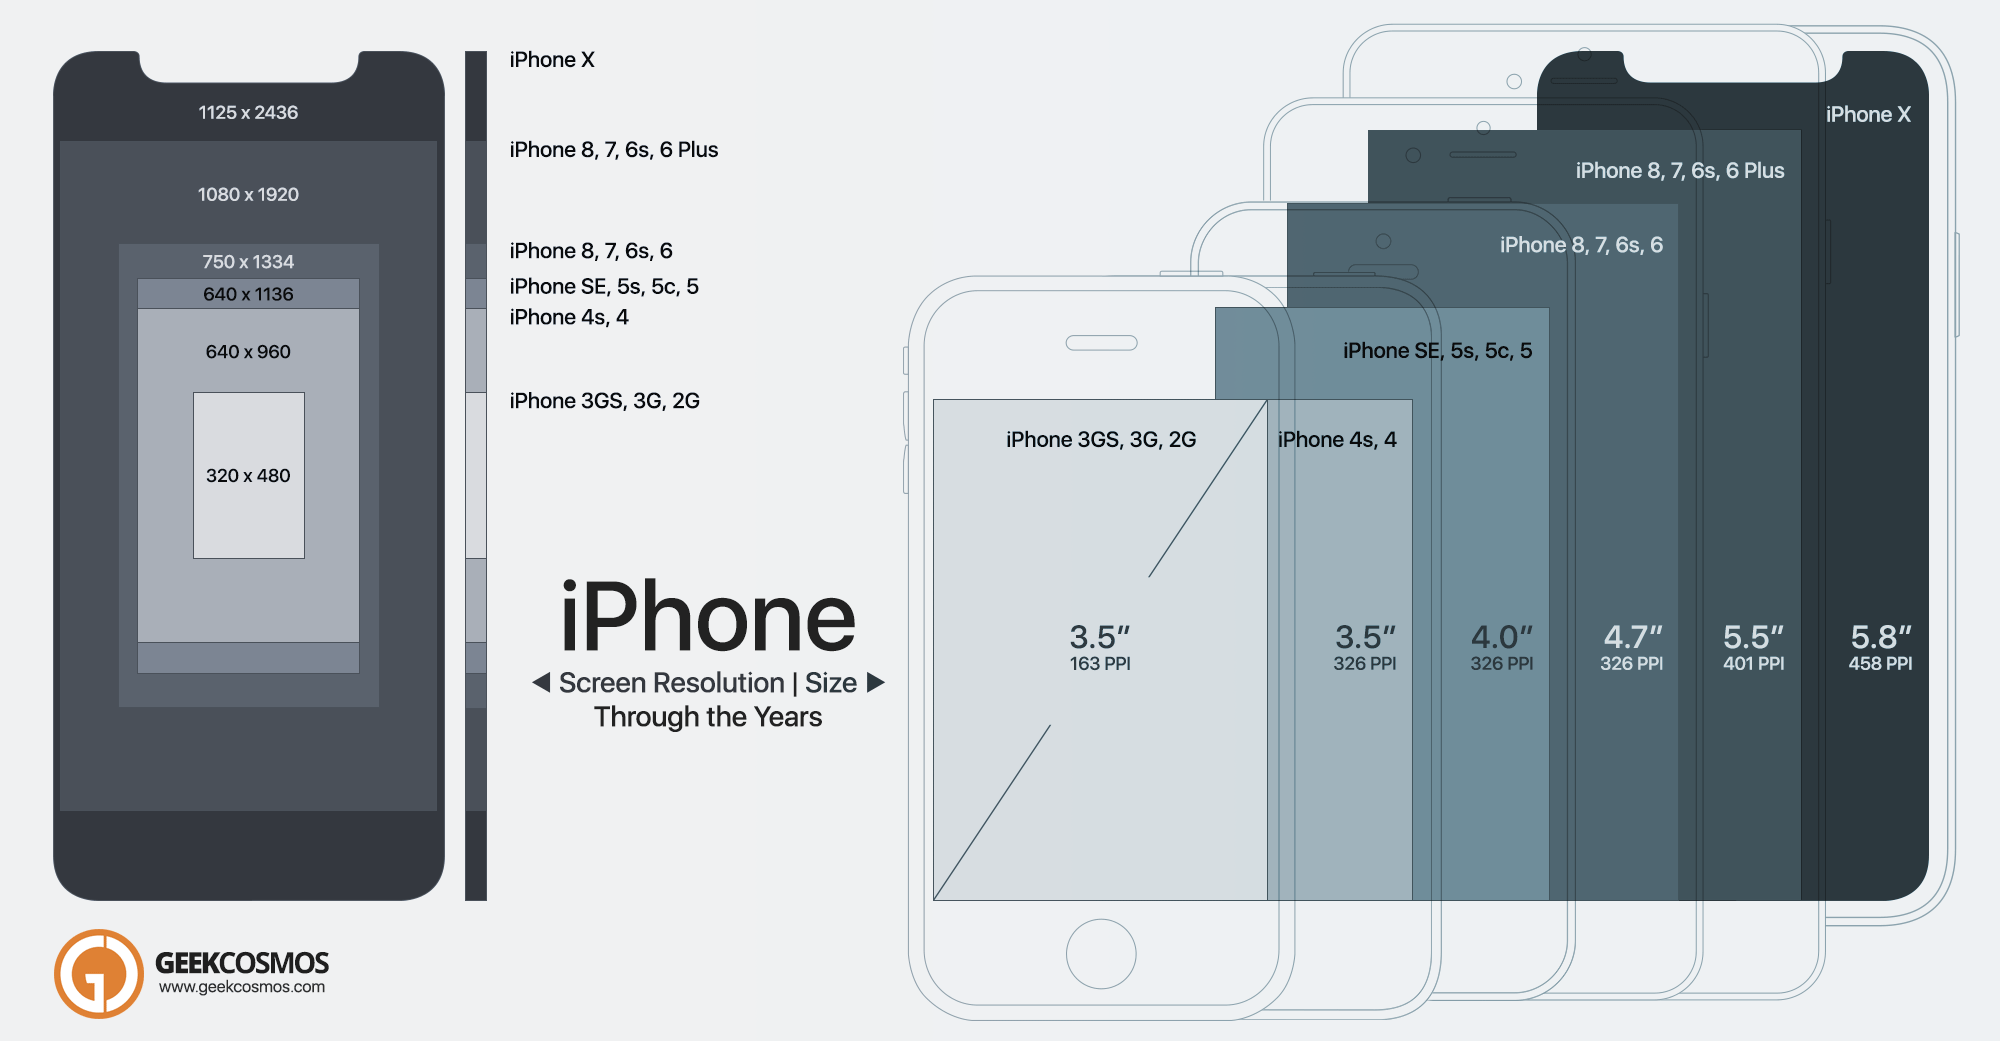 1125 x 2436
1080 x 1920
750 x 1334
640 x 1136
640 x 960
320 x 480
iPhone X
iPhone 8, 7, 6s, 6 Plus
iPhone 8, 7, 6s, 6
iPhone SE, 5s, 5c, 5
iPhone 4s, 4
iPhone 3GS, 3G, 2G
iPhone
◀ Screen Resolution | Size ▶
Through the Years
iPhone X
iPhone 8, 7, 6s, 6 Plus
iPhone 8, 7, 6s, 6
iPhone SE, 5s, 5c, 5
iPhone 3GS, 3G, 2G
iPhone 4s, 4
3.5”
163 PPI
3.5”
326 PPI
4.0”
326 PPI
4.7”
326 PPI
5.5”
401 PPI
5.8”
458 PPI
GEEKCOSMOS
www.geekcosmos.com